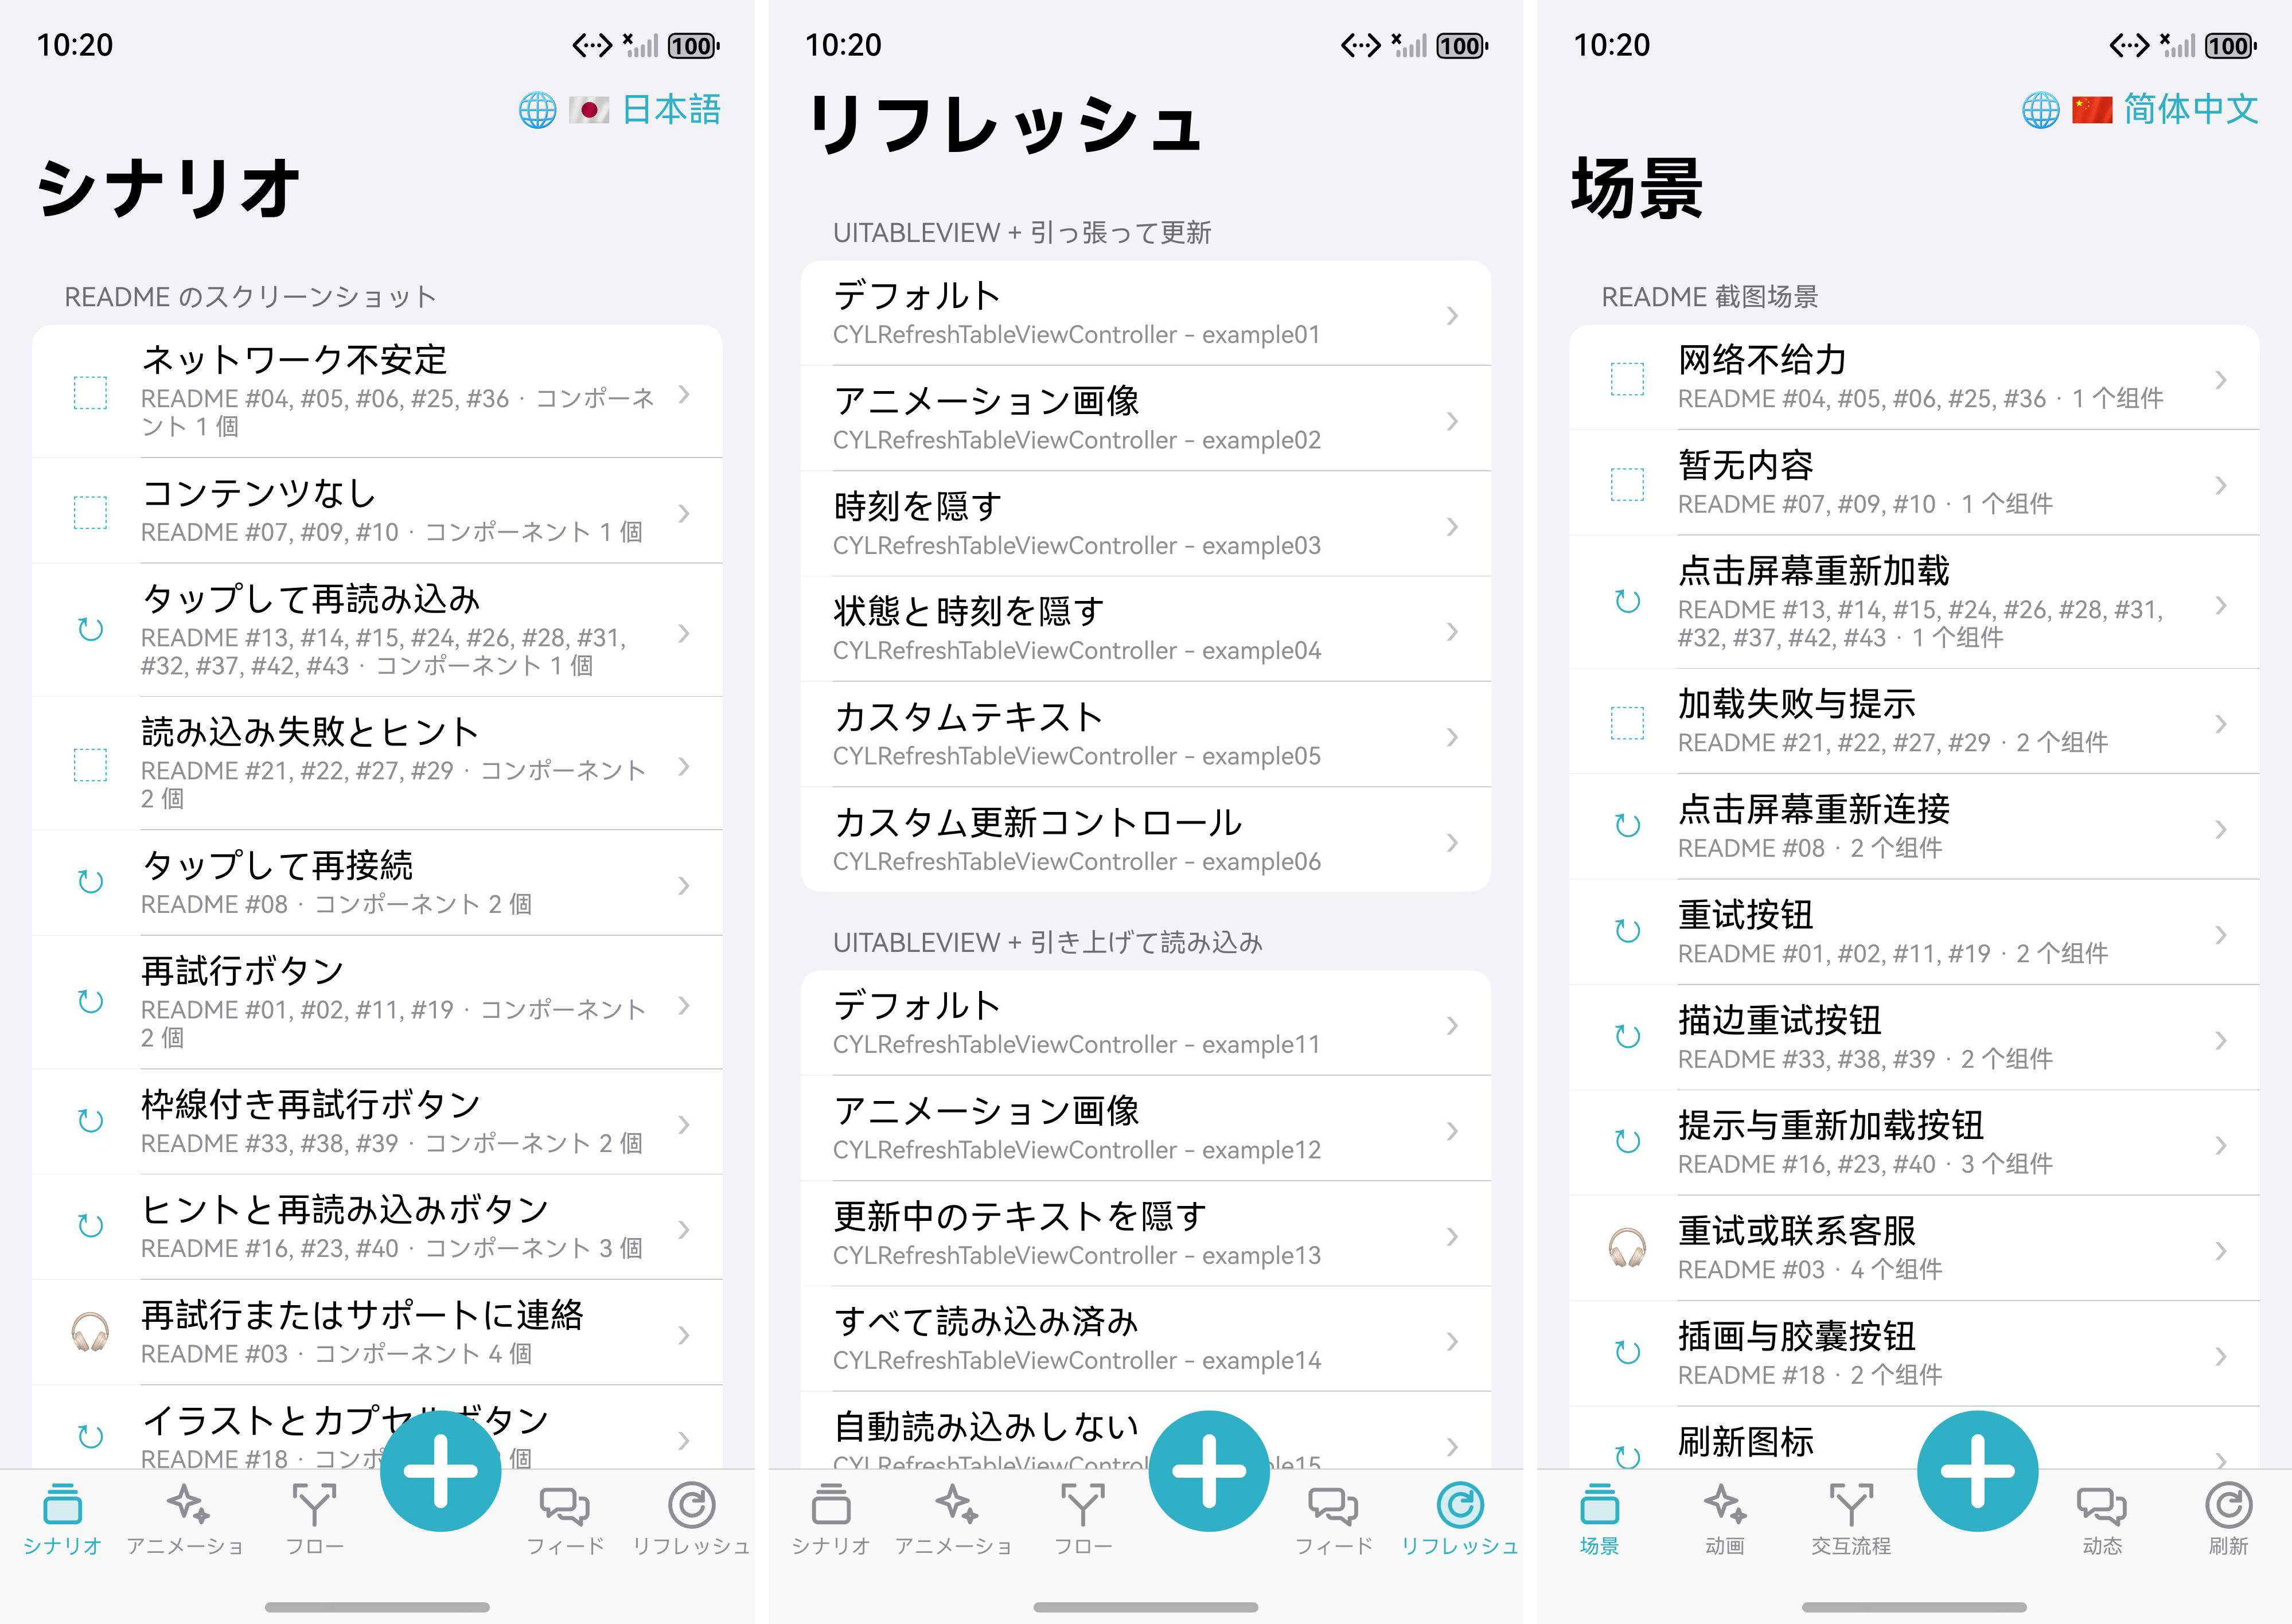 10:20
100
日本語
シナリオ
README のスクリーンショット
ネットワーク不安定
README #04, #05, #06, #25, #36 · コンポーネ
ント 1 個
コンテンツなし
README #07, #09, #10 · コンポーネント 1 個
タップして再読み込み
README #13, #14, #15, #24, #26, #28, #31,
#32, #37, #42, #43 · コンポーネント 1 個
読み込み失敗とヒント
README #21, #22, #27, #29 · コンポーネント
2 個
タップして再接続
README #08 · コンポーネント 2 個
再試行ボタン
README #01, #02, #11, #19 · コンポーネント
2 個
枠線付き再試行ボタン
README #33, #38, #39 · コンポーネント 2 個
ヒントと再読み込みボタン
README #16, #23, #40 · コンポーネント 3 個
再試行またはサポートに連絡
README #03 · コンポーネント 4 個
イラストとカプセルボタン
README #18 · コンポ 個
シナリオ
アニメーショ
フロー
フィード
リフレッシュ
10:20
100
リフレッシュ
UITABLEVIEW + 引っ張って更新
デフォルト
CYLRefreshTableViewController - example01
アニメーション画像
CYLRefreshTableViewController - example02
時刻を隠す
CYLRefreshTableViewController - example03
状態と時刻を隠す
CYLRefreshTableViewController - example04
カスタムテキスト
CYLRefreshTableViewController - example05
カスタム更新コントロール
CYLRefreshTableViewController - example06
UITABLEVIEW + 引き上げて読み込み
デフォルト
CYLRefreshTableViewController - example11
アニメーション画像
CYLRefreshTableViewController - example12
更新中のテキストを隠す
CYLRefreshTableViewController - example13
すべて読み込み済み
CYLRefreshTableViewController - example14
自動読み込みしない
CYLRefreshTableViewControl le15
シナリオ
アニメーショ
フロー
フィード
リフレッシュ
10:20
100
简体中文
场景
README 截图场景
网络不给力
README #04, #05, #06, #25, #36 · 1 个组件
暂无内容
README #07, #09, #10 · 1 个组件
点击屏幕重新加载
README #13, #14, #15, #24, #26, #28, #31,
#32, #37, #42, #43 · 1 个组件
加载失败与提示
README #21, #22, #27, #29 · 2 个组件
点击屏幕重新连接
README #08 · 2 个组件
重试按钮
README #01, #02, #11, #19 · 2 个组件
描边重试按钮
README #33, #38, #39 · 2 个组件
提示与重新加载按钮
README #16, #23, #40 · 3 个组件
重试或联系客服
README #03 · 4 个组件
插画与胶囊按钮
README #18 · 2 个组件
刷新图标
场景
动画
交互流程
动态
刷新